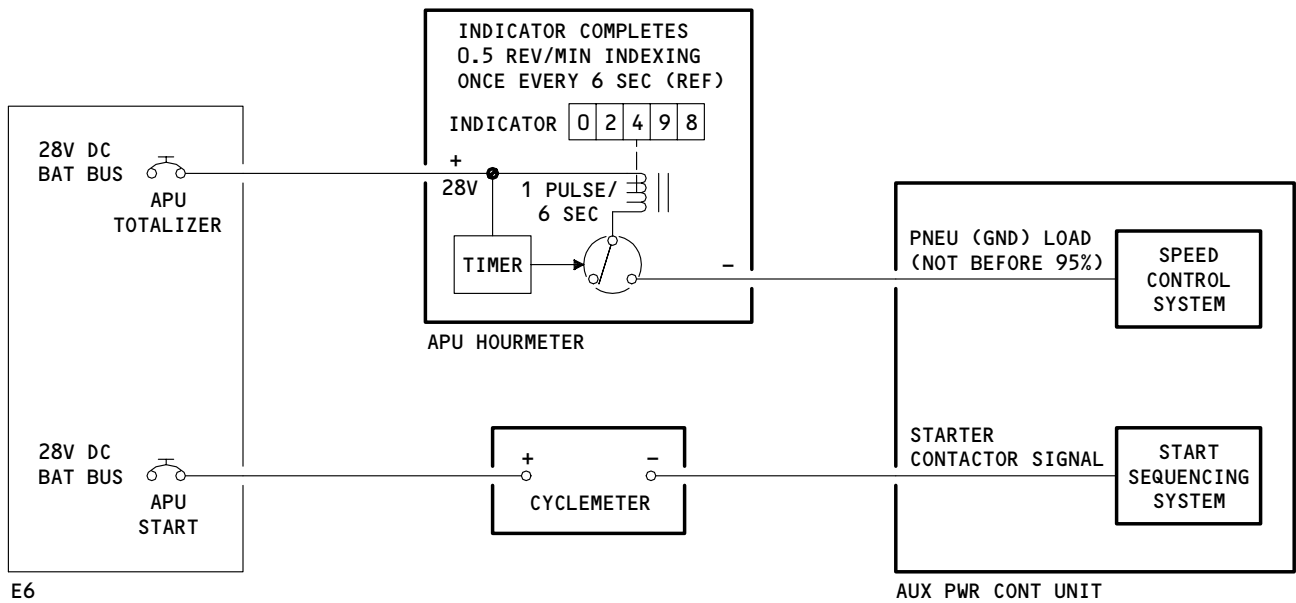 INDICATOR COMPLETES
0.5 REV/MIN INDEXING
ONCE EVERY 6 SEC (REF)
INDICATOR 0 2 4 9 8
28V DC
BAT BUS
APU
TOTALIZER
+
28V
1 PULSE/
6 SEC
TIMER
–
APU HOURMETER
PNEU (GND) LOAD
(NOT BEFORE 95%)
SPEED
CONTROL
SYSTEM
28V DC
BAT BUS
APU
START
+ –
CYCLEMETER
STARTER
CONTACTOR SIGNAL
START
SEQUENCING
SYSTEM
E6
AUX PWR CONT UNIT